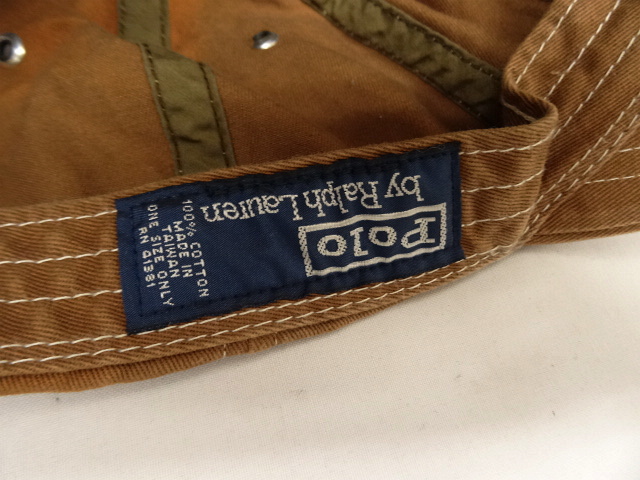 Polo
by Ralph Lauren
100% COTTON
MADE IN
TAIWAN
ONE SIZE ONLY
RN 41381